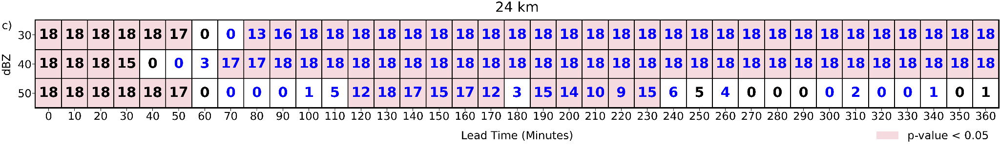 24 km
c)
30 18 18 18 18 18 17 0 0 13 16 18 18 18 18 18 18 18 18 18 18 18 18 18 18 18 18 18 18 18 18 18 18 18 18 18 18 18
dBZ
40 18 18 18 15 0 0 3 17 17 18 18 18 18 18 18 18 18 18 18 18 18 18 18 18 18 18 18 18 18 18 18 18 18 18 18 18 18
50 18 18 18 18 18 17 0 0 0 0 1 5 12 18 17 15 17 12 3 15 14 10 9 15 6 5 4 0 0 0 0 2 0 0 1 0 1
0 10 20 30 40 50 60 70 80 90 100 110 120 130 140 150 160 170 180 190 200 210 220 230 240 250 260 270 280 290 300 310 320 330 340 350 360
Lead Time (Minutes)
p-value < 0.05